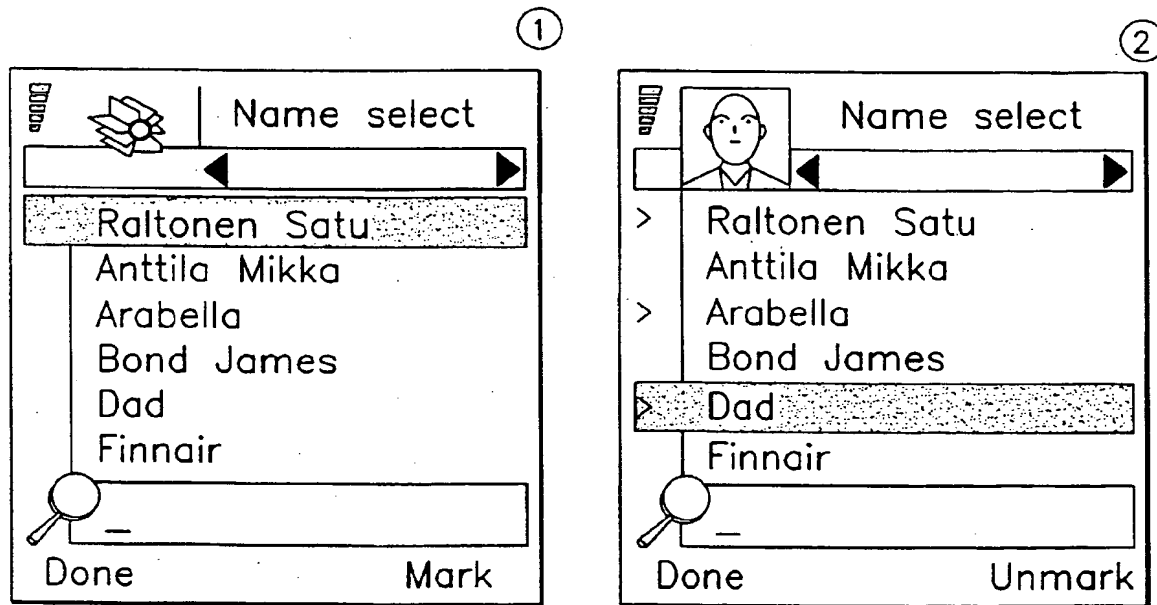 1
Name select
Raltonen Satu
Anttila Mikka
Arabella
Bond James
Dad
Finnair
_
Done Mark
2
Name select
> Raltonen Satu
Anttila Mikka
> Arabella
Bond James
> Dad
Finnair
_
Done Unmark